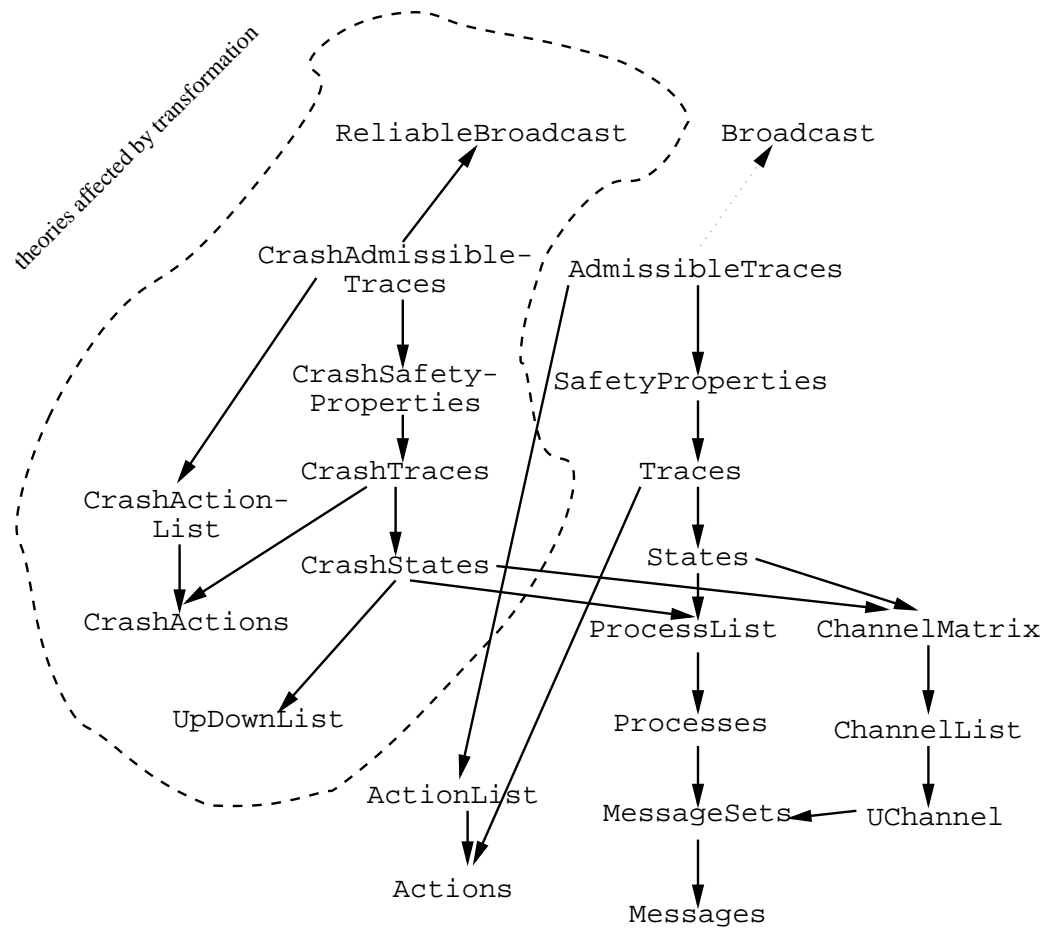 theories affected by transformation
ReliableBroadcast
Broadcast
CrashAdmissible-
Traces
AdmissibleTraces
CrashSafety-
Properties
SafetyProperties
CrashTraces
Traces
CrashAction-
List
CrashStates
States
CrashActions
ProcessList
ChannelMatrix
UpDownList
Processes
ChannelList
ActionList
MessageSets
UChannel
Actions
Messages